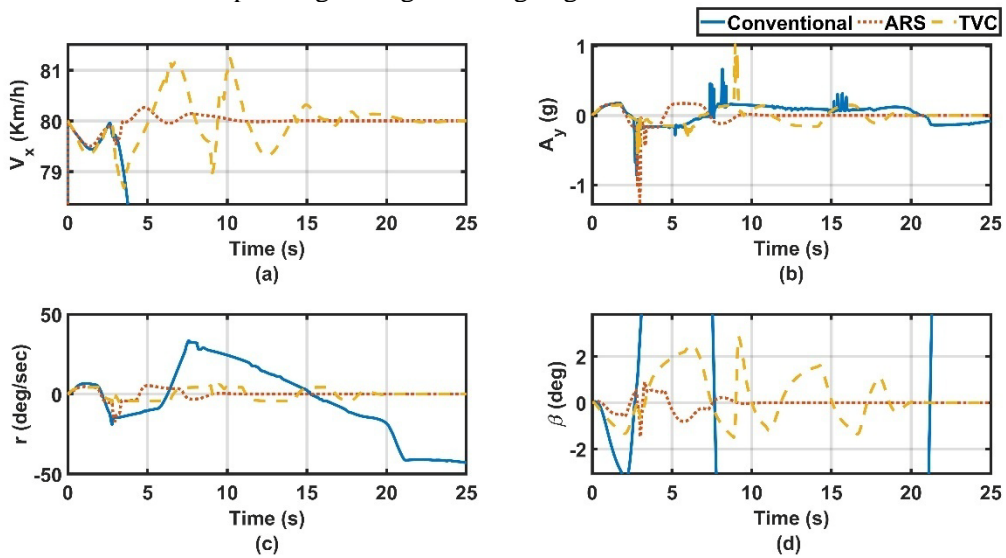 Conventional ARS TVC
81
80
79
V_x (Km/h)
0 5 10 15 20 25
Time (s)
(a)
1
0
-1
A_y (g)
0 5 10 15 20 25
Time (s)
(b)
50
0
-50
r (deg/sec)
0 5 10 15 20 25
Time (s)
(c)
2
0
-2
β (deg)
0 5 10 15 20 25
Time (s)
(d)